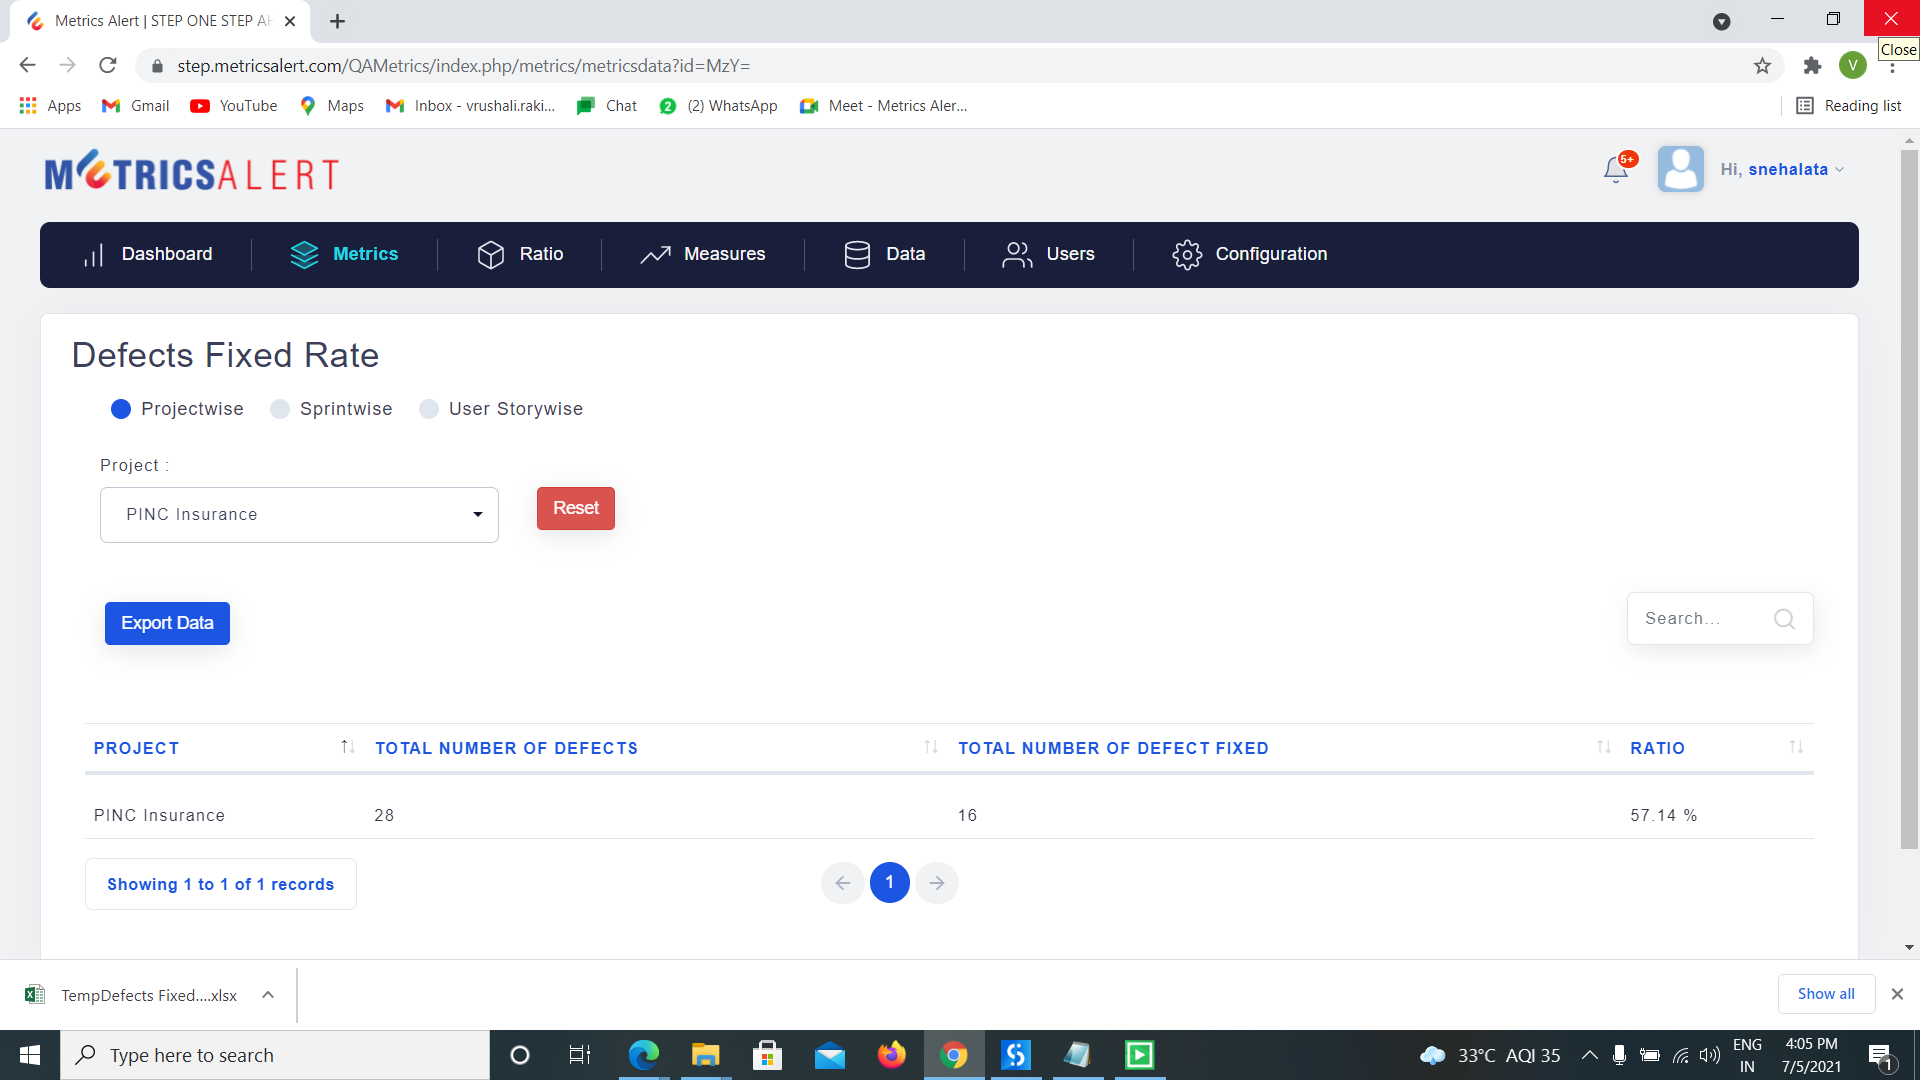 Metrics Alert | STEP ONE STEP AH
Close
step.metricsalert.com/QAMetrics/index.php/metrics/metricsdata?id=MzY=
V
Apps Gmail YouTube Maps Inbox - vrushali.raki... Chat 2 (2) WhatsApp Meet - Metrics Aler... Reading list
METRICSALERT
5+
Hi, snehalata
Dashboard Metrics Ratio Measures Data Users Configuration
Defects Fixed Rate
Projectwise Sprintwise User Storywise
Project :
PINC Insurance
Reset
Export Data
Search...
PROJECT TOTAL NUMBER OF DEFECTS TOTAL NUMBER OF DEFECT FIXED RATIO
PINC Insurance 28 16 57.14 %
Showing 1 to 1 of 1 records
1
TempDefects Fixed....xlsx
Show all
Type here to search
33°C AQI 35
ENG
IN
4:05 PM
7/5/2021
1